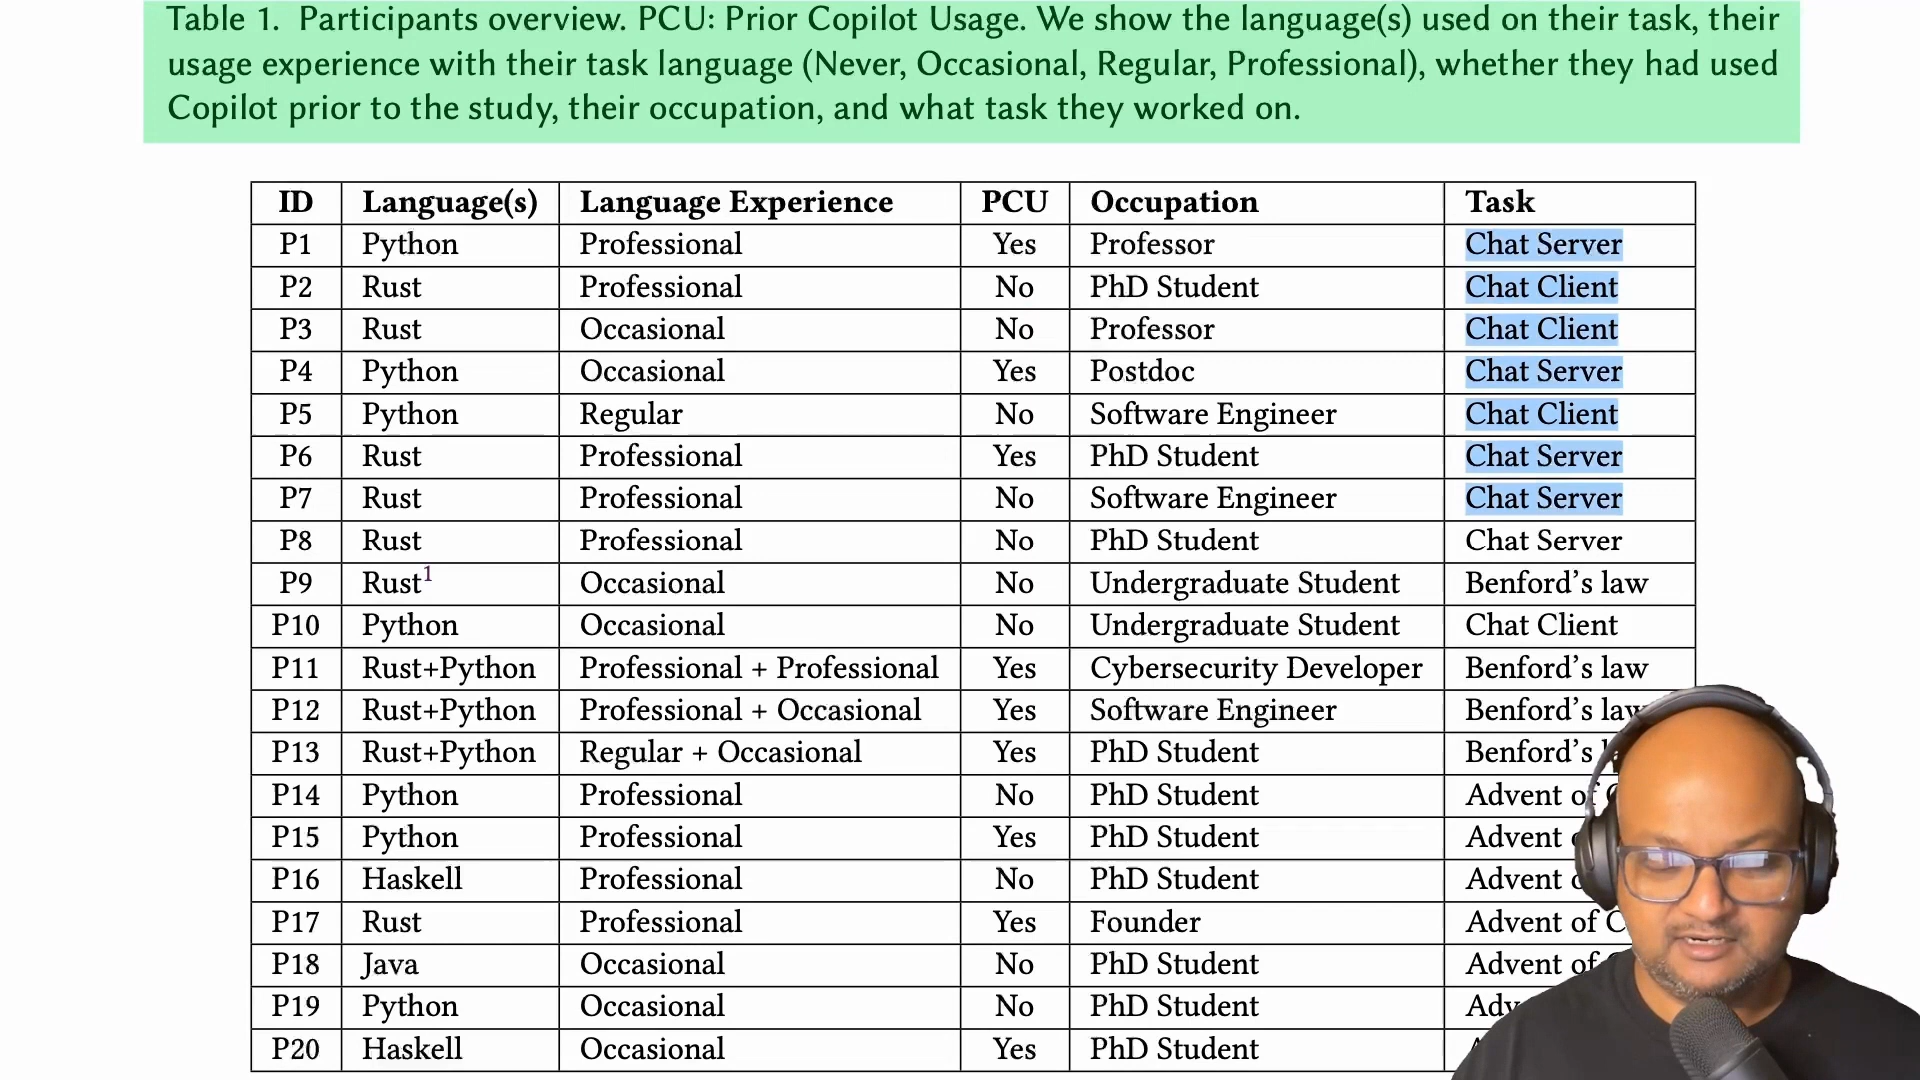 Table 1. Participants overview. PCU: Prior Copilot Usage. We show the language(s) used on their task, their
usage experience with their task language (Never, Occasional, Regular, Professional), whether they had used
Copilot prior to the study, their occupation, and what task they worked on.
ID Language(s) Language Experience PCU Occupation Task
P1 Python Professional Yes Professor Chat Server
P2 Rust Professional No PhD Student Chat Client
P3 Rust Occasional No Professor Chat Client
P4 Python Occasional Yes Postdoc Chat Server
P5 Python Regular No Software Engineer Chat Client
P6 Rust Professional Yes PhD Student Chat Server
P7 Rust Professional No Software Engineer Chat Server
P8 Rust Professional No PhD Student Chat Server
P9 Rust¹ Occasional No Undergraduate Student Benford’s law
P10 Python Occasional No Undergraduate Student Chat Client
P11 Rust+Python Professional + Professional Yes Cybersecurity Developer Benford’s law
P12 Rust+Python Professional + Occasional Yes Software Engineer Benford’s law
P13 Rust+Python Regular + Occasional Yes PhD Student Benford’s
P14 Python Professional No PhD Student Advent of
P15 Python Professional Yes PhD Student Advent
P16 Haskell Professional No PhD Student Advent
P17 Rust Professional Yes Founder Advent of
P18 Java Occasional No PhD Student Advent of
P19 Python Occasional No PhD Student
P20 Haskell Occasional Yes PhD Student